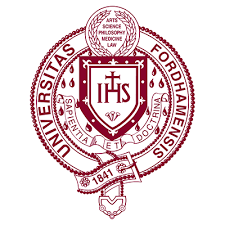 ARTS
SCIENCE
PHILOSOPHY
MEDICINE
LAW
UNIVERSITAS
FORDHAMENSIS
IHS
SAPIENTIA
ET
DOCTRINA
1841